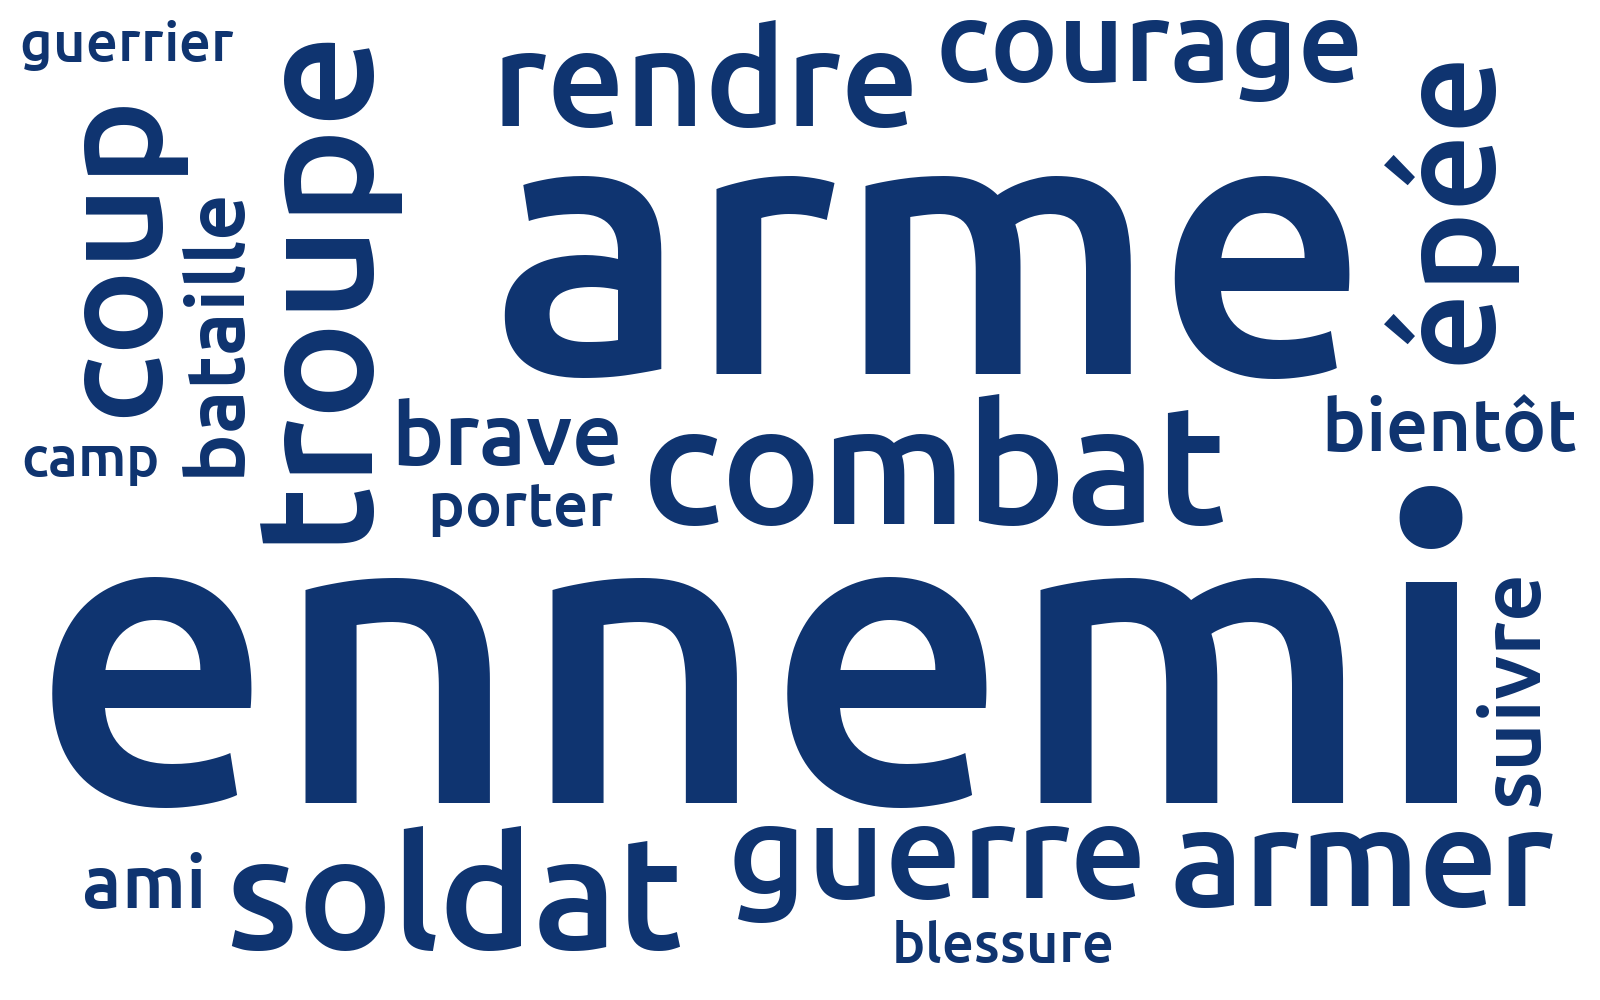 guerrier
rendre
courage
coup
bataille
troupe
arme
épée
camp
brave
porter
combat
bientôt
ennemi
suivre
ami
soldat
guerre
armer
blessure